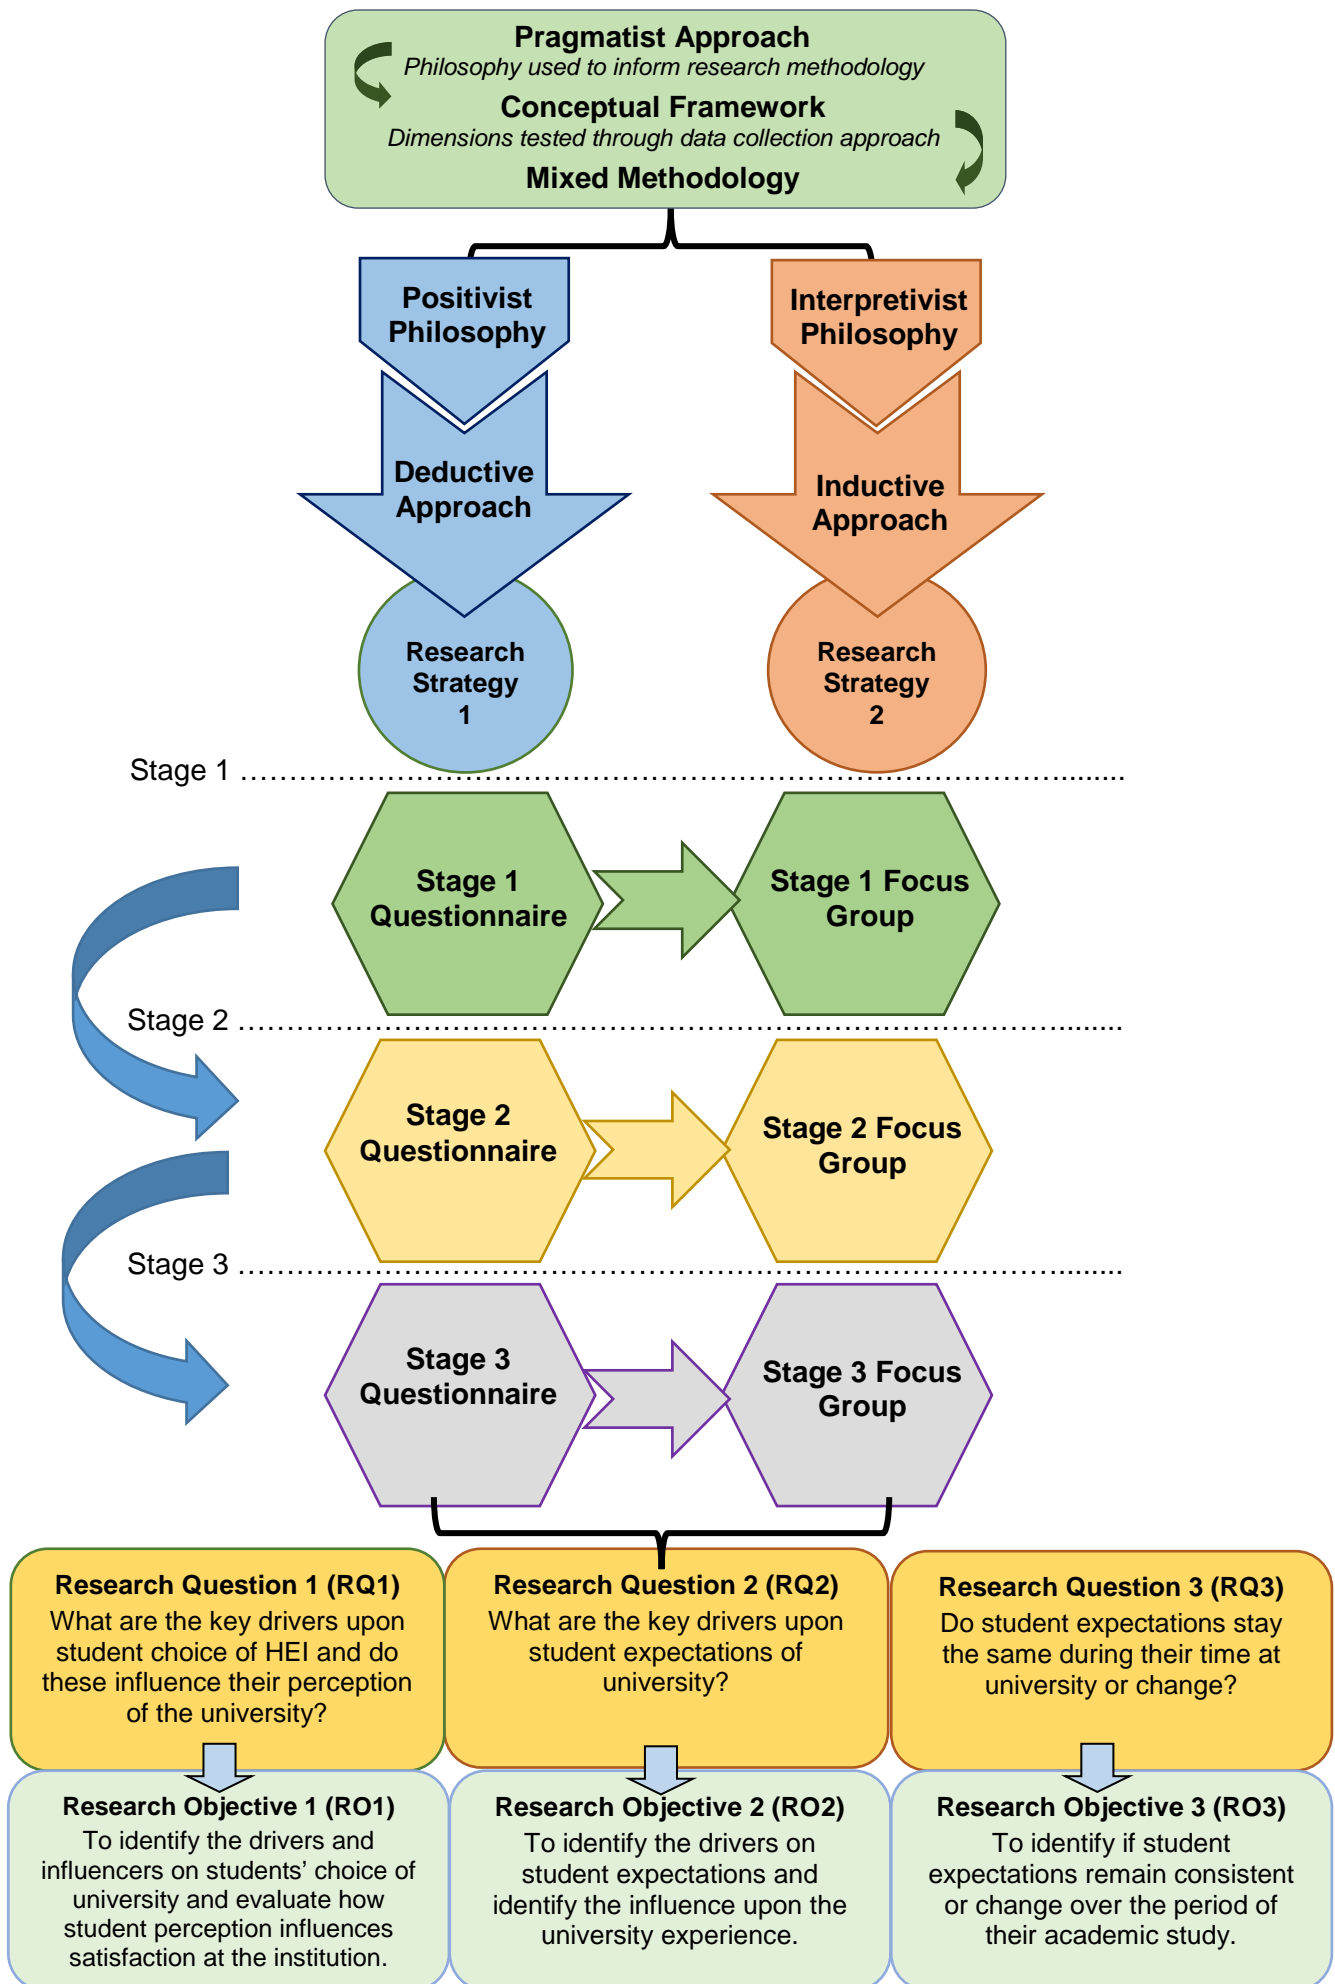 Pragmatist Approach
Philosophy used to inform research methodology
Conceptual Framework
Dimensions tested through data collection approach
Mixed Methodology
Positivist
Philosophy
Interpretivist
Philosophy
Deductive
Approach
Inductive
Approach
Research
Strategy
1
Research
Strategy
2
Stage 1 ……………………………………………………………………………….........
Stage 1
Questionnaire
Stage 1 Focus
Group
Stage 2 ……………………………………………………………………………….........
Stage 2
Questionnaire
Stage 2 Focus
Group
Stage 3 ……………………………………………………………………………….........
Stage 3
Questionnaire
Stage 3 Focus
Group
Research Question 1 (RQ1)
What are the key drivers upon
student choice of HEI and do
these influence their perception
of the university?
Research Question 2 (RQ2)
What are the key drivers upon
student expectations of
university?
Research Question 3 (RQ3)
Do student expectations stay
the same during their time at
university or change?
Research Objective 1 (RO1)
To identify the drivers and
influencers on students’ choice of
university and evaluate how
student perception influences
satisfaction at the institution.
Research Objective 2 (RO2)
To identify the drivers on
student expectations and
identify the influence upon the
university experience.
Research Objective 3 (RO3)
To identify if student
expectations remain consistent
or change over the period of
their academic study.